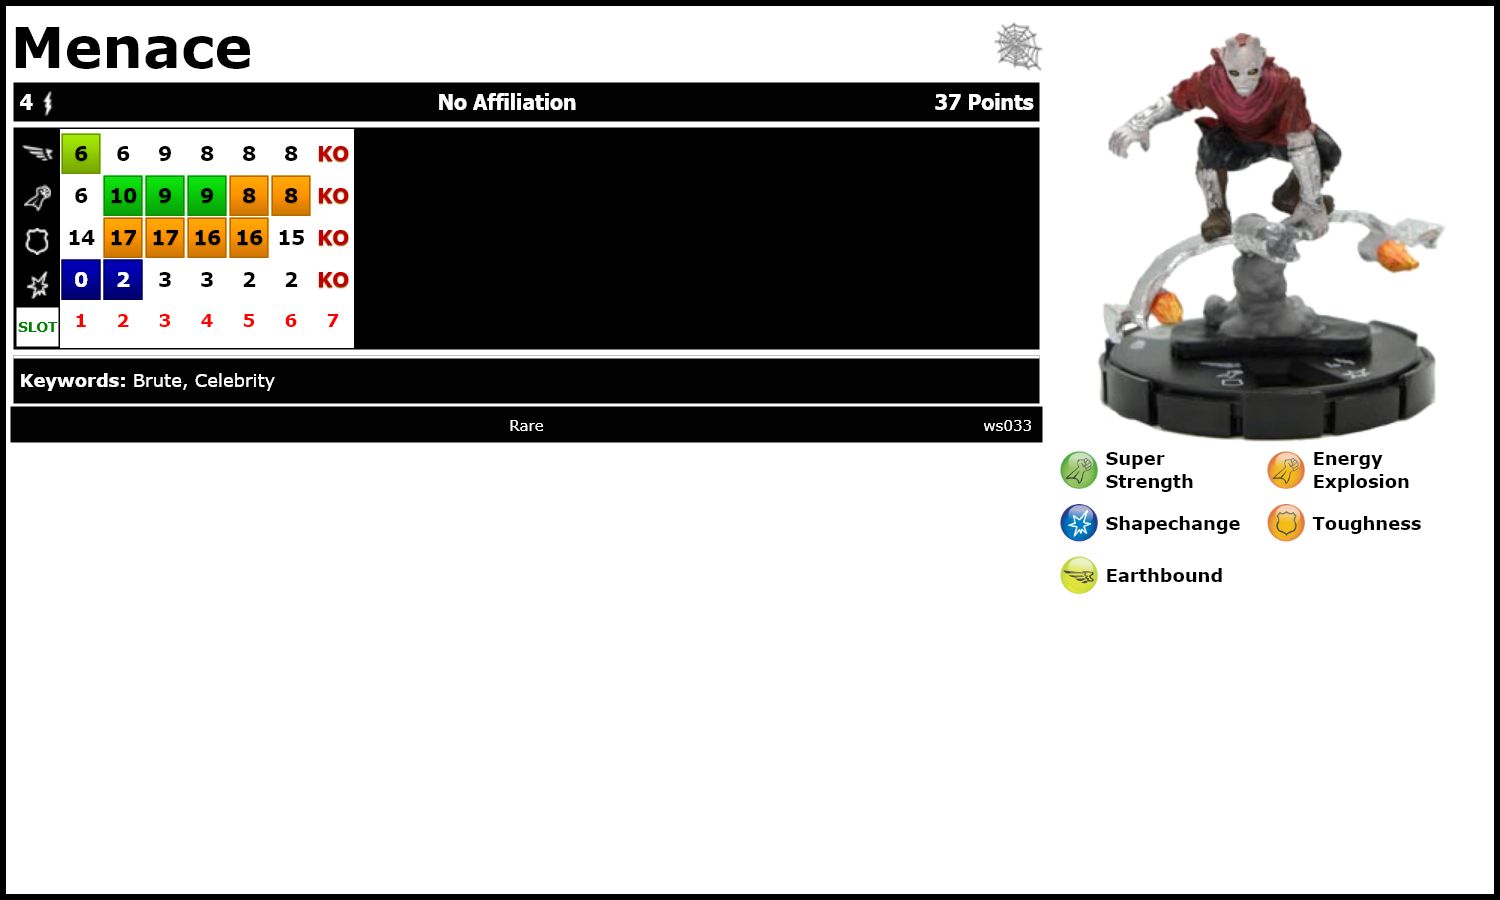 Menace
4 No Affiliation 37 Points
6 6 9 8 8 8 KO
6 10 9 9 8 8 KO
14 17 17 16 16 15 KO
0 2 3 3 2 2 KO
SLOT 1 2 3 4 5 6 7
Keywords: Brute, Celebrity
Rare ws033
Super
Strength
Energy
Explosion
Shapechange
Toughness
Earthbound